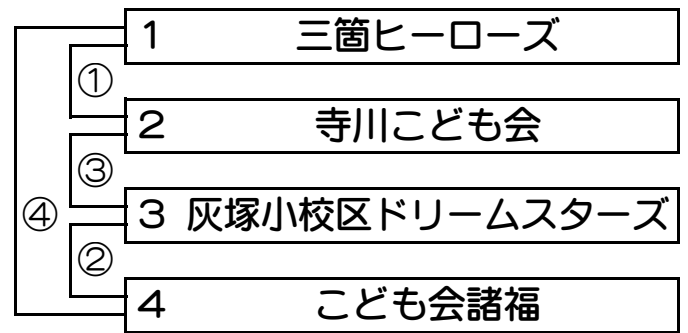 1 三箇ヒーローズ
①
2 寺川こども会
③
3 灰塚小校区ドリームスターズ
④
②
4 こども会諸福